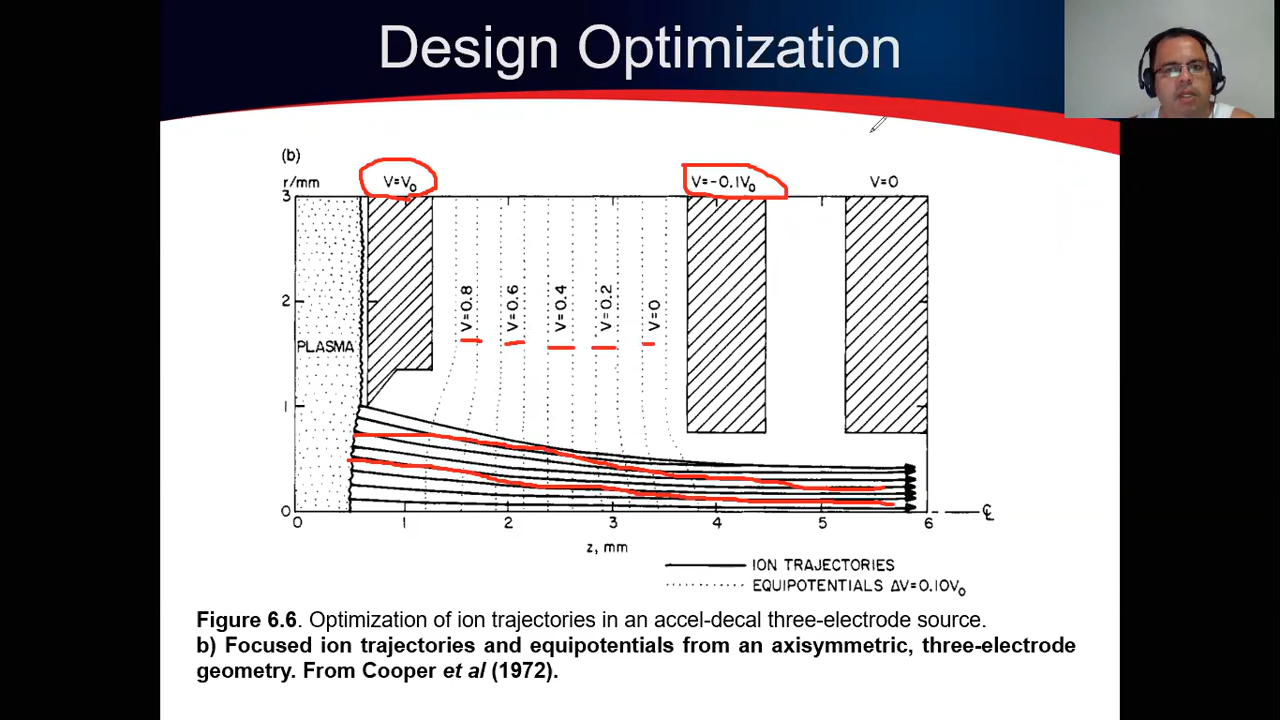 Design Optimization
(b)
r/mm
V=V₀
V=-0.1V₀
V=0
3
2
1
0
PLASMA
V=0.8
V=0.6
V=0.4
V=0.2
V=0
0 1 2 3 4 5 6
℄
z, mm
ION TRAJECTORIES
EQUIPOTENTIALS ΔV=0.10V₀
Figure 6.6. Optimization of ion trajectories in an accel-decal three-electrode source.
b) Focused ion trajectories and equipotentials from an axisymmetric, three-electrode
geometry. From Cooper et al (1972).